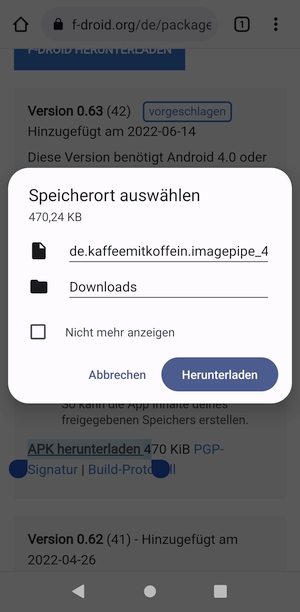 f-droid.org/de/package
1
F-DROID HERUNTERLADEN
Version 0.63 (42) vorgeschlagen
Hinzugefügt am 2022-06-14
Diese Version benötigt Android 4.0 oder
Speicherort auswählen
470,24 KB
de.kaffeemitkoffein.imagepipe_4
Downloads
Nicht mehr anzeigen
Abbrechen
Herunterladen
So kann die App Inhalte deines
freigegebenen Speichers erstellen.
APK herunterladen 470 KiB PGP-
Signatur | Build-Protokoll
Version 0.62 (41) - Hinzugefügt am
2022-04-26